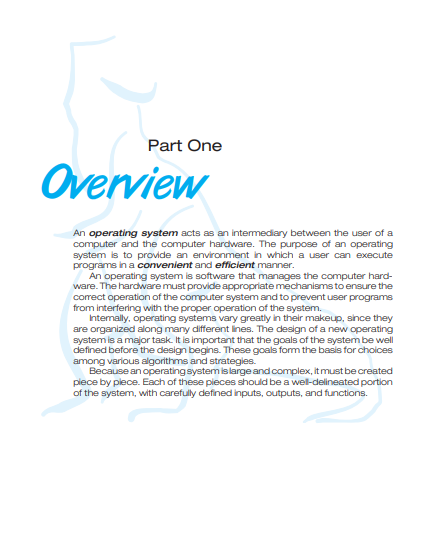 Part One
Overview
An operating system acts as an intermediary between the user of a
computer and the computer hardware. The purpose of an operating
system is to provide an environment in which a user can execute
programs in a convenient and efficient manner.
An operating system is software that manages the computer hard-
ware. The hardware must provide appropriate mechanisms to ensure the
correct operation of the computer system and to prevent user programs
from interfering with the proper operation of the system.
Internally, operating systems vary greatly in their makeup, since they
are organized along many different lines. The design of a new operating
system is a major task. It is important that the goals of the system be well
defined before the design begins. These goals form the basis for choices
among various algorithms and strategies.
Because an operating system is large and complex, it must be created
piece by piece. Each of these pieces should be a well-delineated portion
of the system, with carefully defined inputs, outputs, and functions.